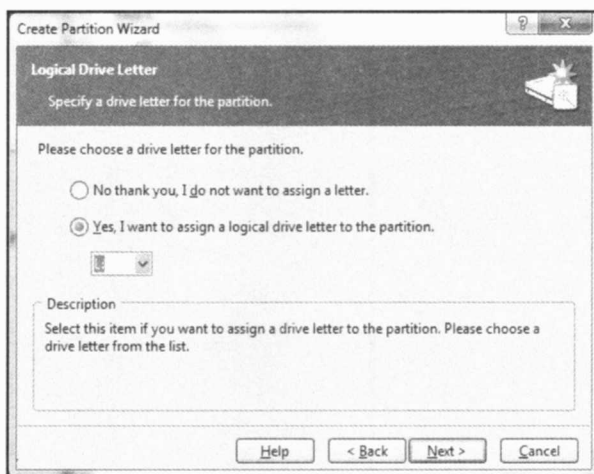 Create Partition Wizard
? X
Logical Drive Letter
Specify a drive letter for the partition.
Please choose a drive letter for the partition.
No thank you, I do not want to assign a letter.
Yes, I want to assign a logical drive letter to the partition.
Description
Select this item if you want to assign a drive letter to the partition. Please choose a
drive letter from the list.
Help < Back Next > Cancel